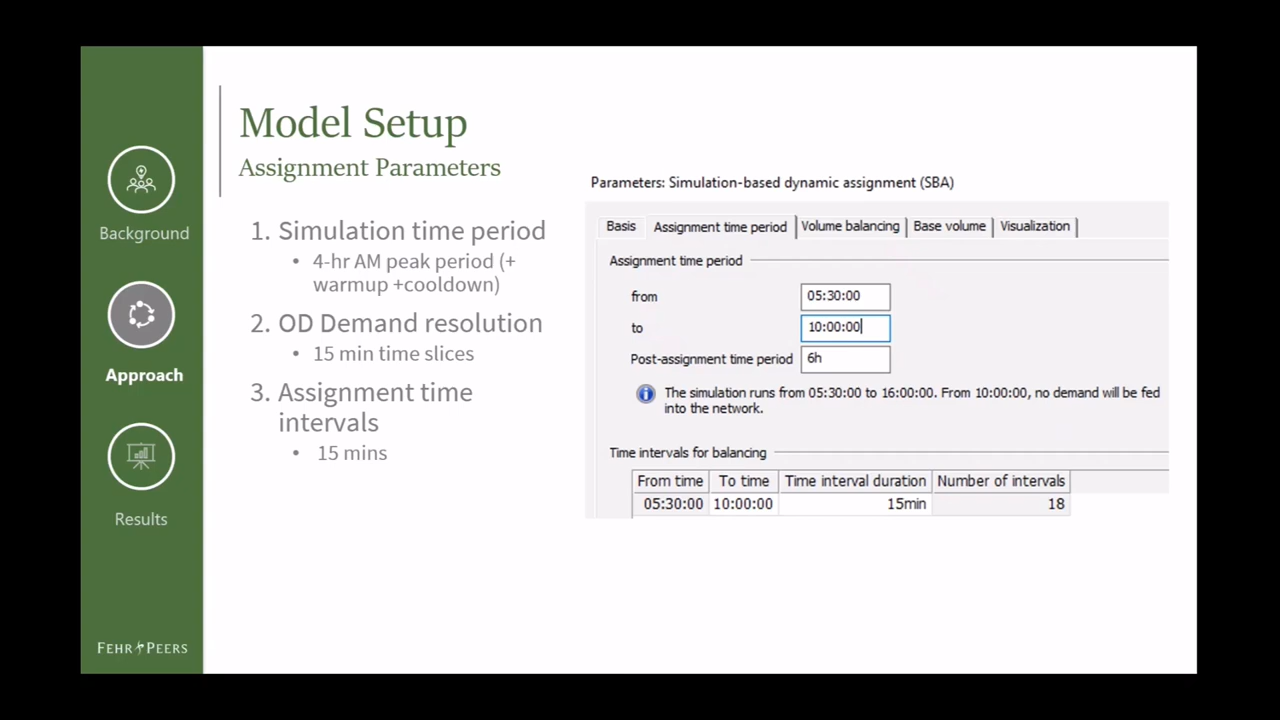 Background
Approach
Results
FEHR PEERS
Model Setup
Assignment Parameters
1. Simulation time period
• 4-hr AM peak period (+
warmup +cooldown)
2. OD Demand resolution
• 15 min time slices
3. Assignment time
intervals
• 15 mins
Parameters: Simulation-based dynamic assignment (SBA)
Basis Assignment time period Volume balancing Base volume Visualization
Assignment time period
from 05:30:00
to 10:00:00
Post-assignment time period 6h
The simulation runs from 05:30:00 to 16:00:00. From 10:00:00, no demand will be fed
into the network.
Time intervals for balancing
From time To time Time interval duration Number of intervals
05:30:00 10:00:00 15min 18